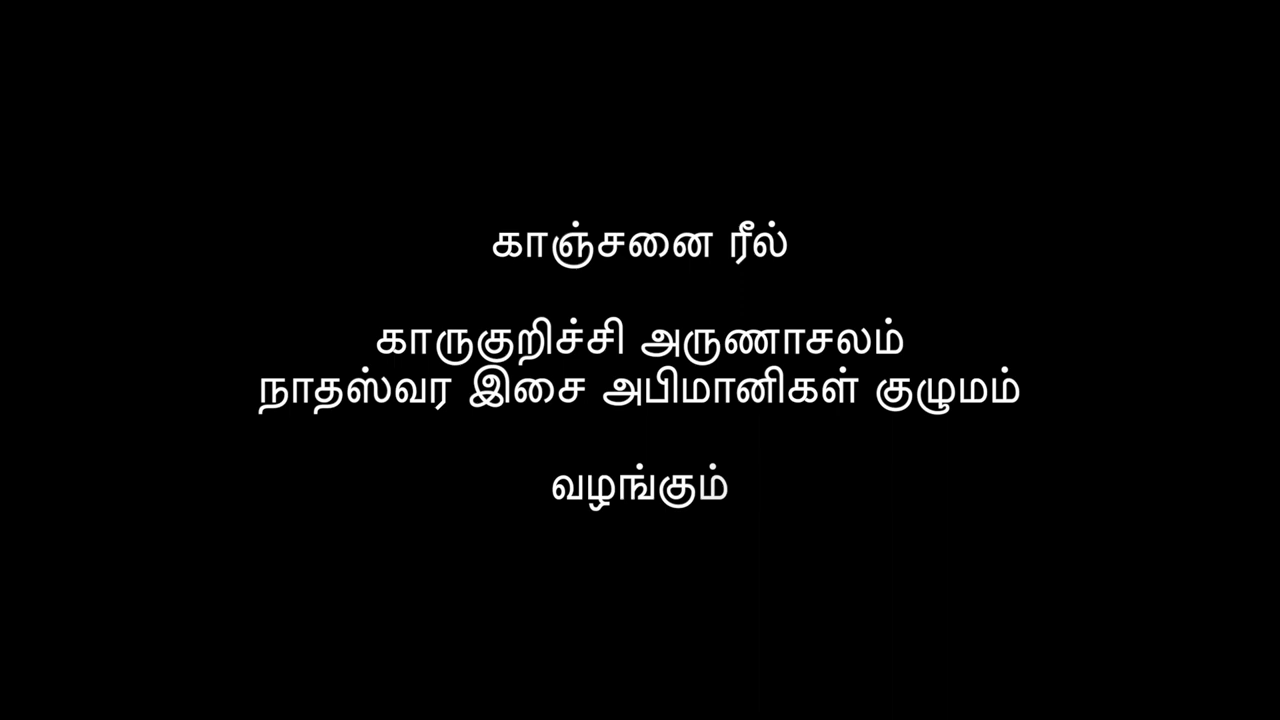 காஞ்சனை ரீல்
காருகுறிச்சி அருணாசலம்
நாதஸ்வர இசை அபிமானிகள் குழுமம்
வழங்கும்